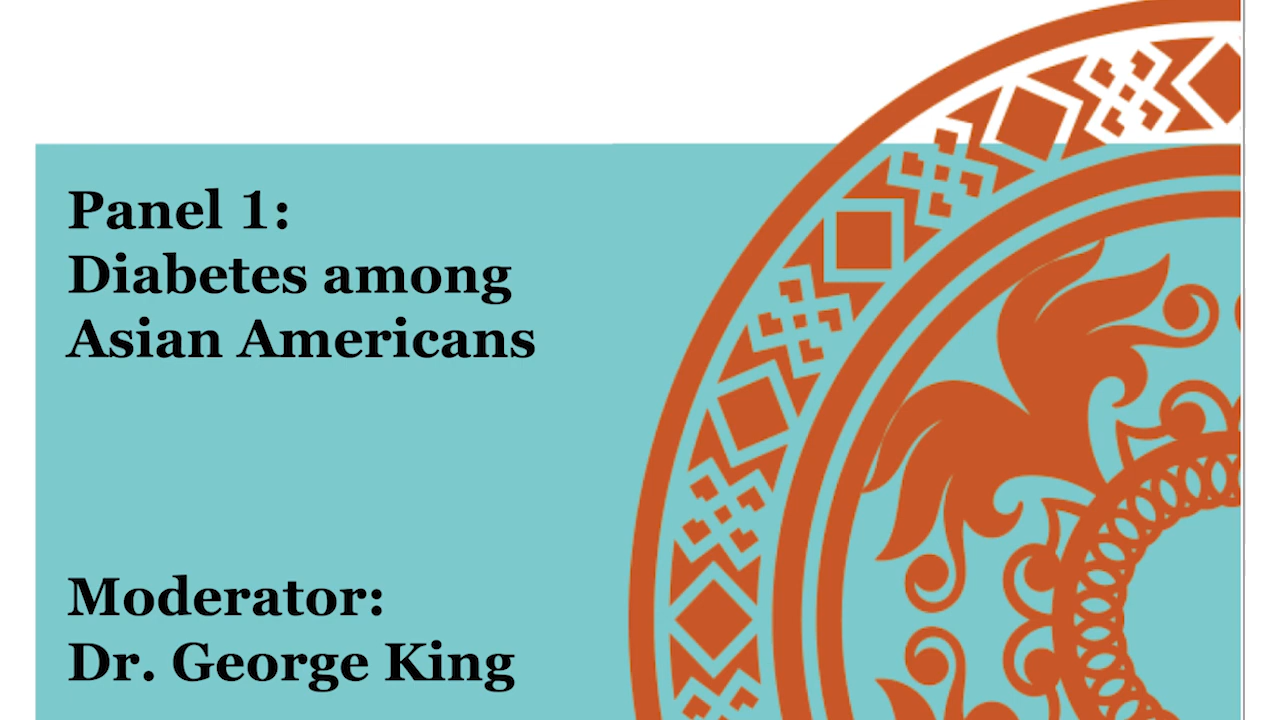 Panel 1:
Diabetes among
Asian Americans
Moderator:
Dr. George King